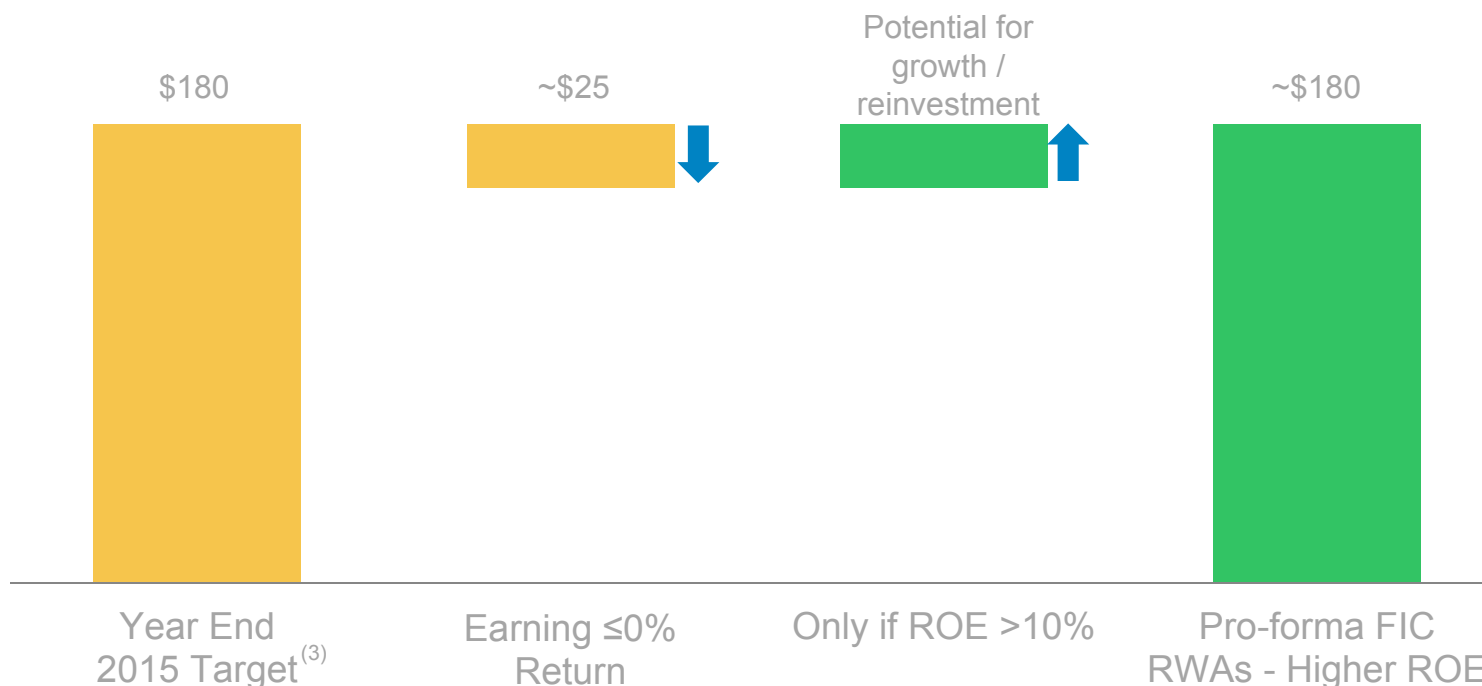 $180
~$25
Potential for
growth /
reinvestment
~$180
Year End
2015 Target(3)
Earning ≤0%
Return
Only if ROE >10%
Pro-forma FIC
RWAs - Higher ROE